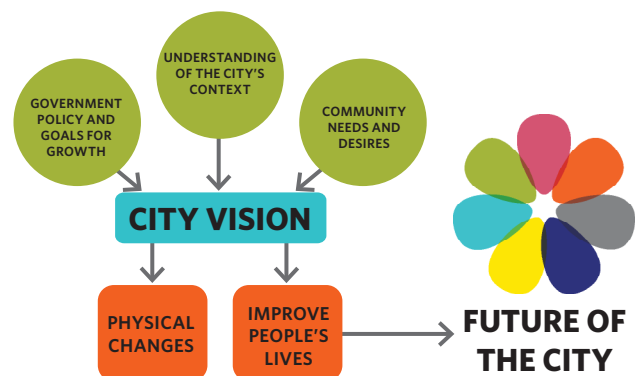 UNDERSTANDING
OF THE CITY'S
CONTEXT
GOVERNMENT
POLICY AND
GOALS FOR
GROWTH
COMMUNITY
NEEDS AND
DESIRES
CITY VISION
PHYSICAL
CHANGES
IMPROVE
PEOPLE'S
LIVES
FUTURE OF
THE CITY